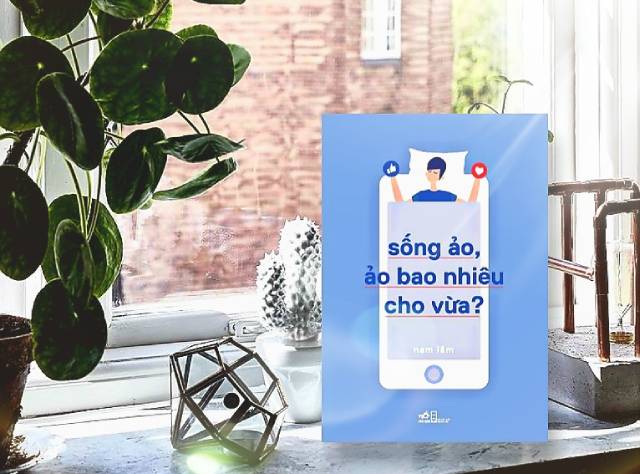 sống ảo,
ảo bao nhiêu
cho vừa?
nam lâm